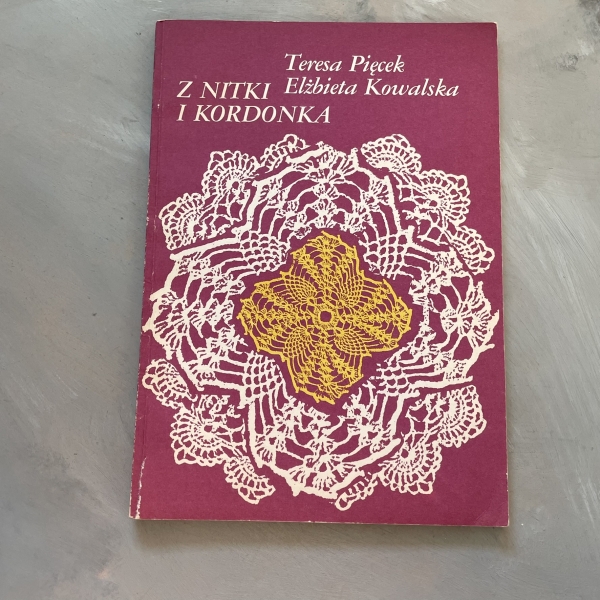 Teresa Pięcek
Elżbieta Kowalska
Z NITKI
I KORDONKA